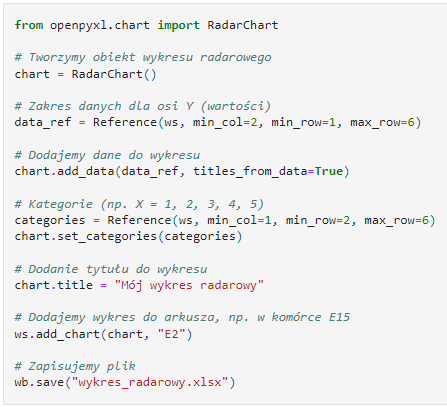 from openpyxl.chart import RadarChart
# Tworzymy obiekt wykresu radarowego
chart = RadarChart()
# Zakres danych dla osi Y (wartości)
data_ref = Reference(ws, min_col=2, min_row=1, max_row=6)
# Dodajemy dane do wykresu
chart.add_data(data_ref, titles_from_data=True)
# Kategorie (np. X = 1, 2, 3, 4, 5)
categories = Reference(ws, min_col=1, min_row=2, max_row=6)
chart.set_categories(categories)
# Dodanie tytułu do wykresu
chart.title = "Mój wykres radarowy"
# Dodajemy wykres do arkusza, np. w komórce E15
ws.add_chart(chart, "E2")
# Zapisujemy plik
wb.save("wykres_radarowy.xlsx")